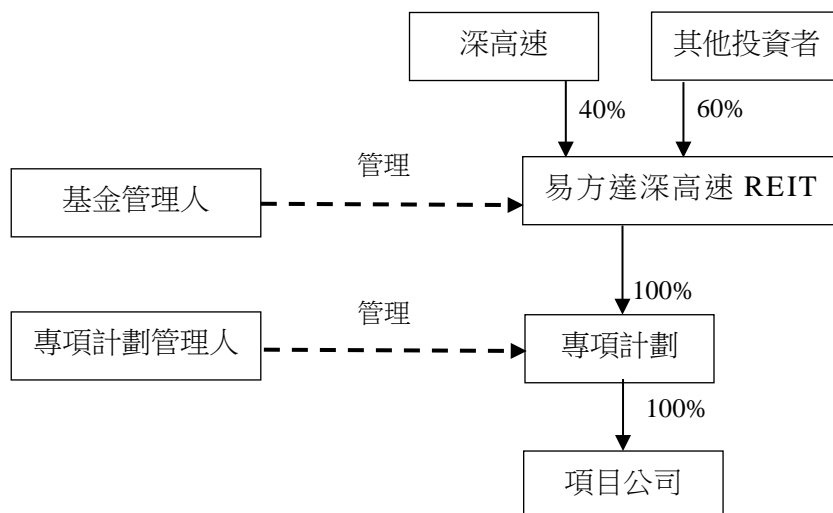 深高速
其他投資者
40%
60%
管理
基金管理人
易方達深高速 REIT
100%
管理
專項計劃管理人
專項計劃
100%
項目公司